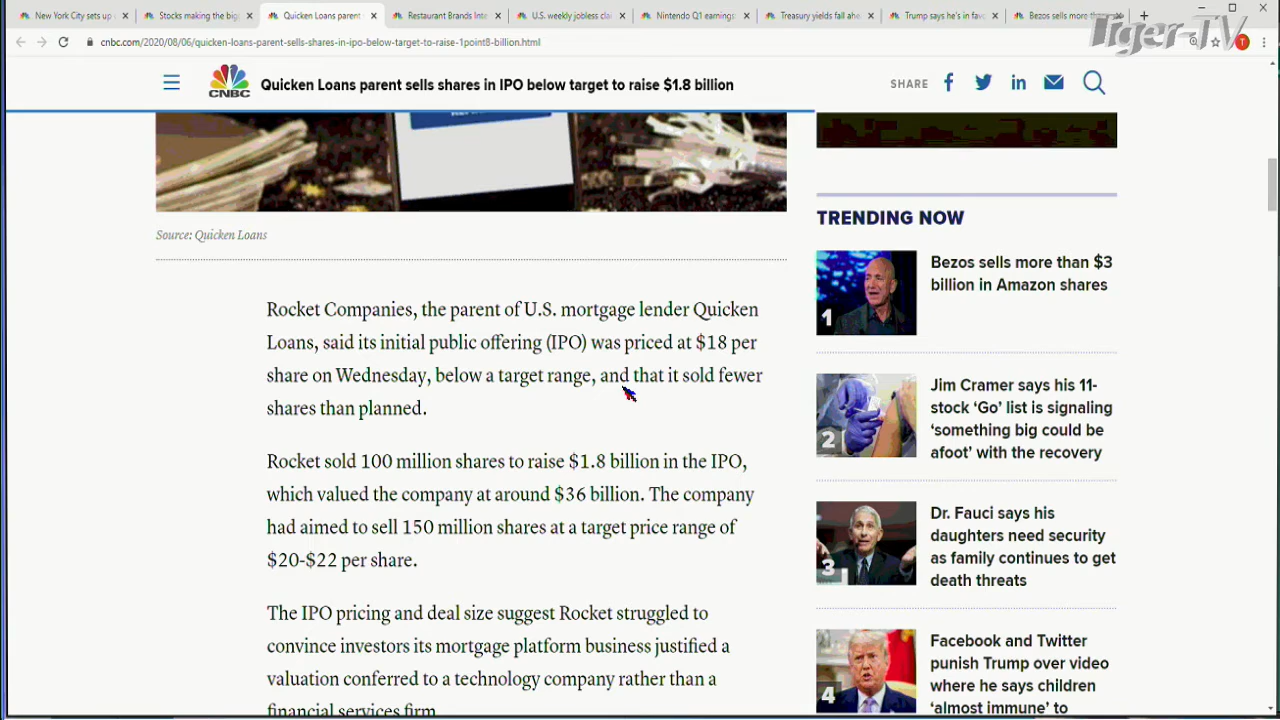 New York City sets up
Stocks making the big
Quicken Loans parent
Restaurant Brands Inte
U.S. weekly jobless clai
Nintendo Q1 earnings
Treasury yields fall ahe
Trump says he's in fav
Bezos sells more th
Tiger-TV
cnbc.com/2020/08/06/quicken-loans-parent-sells-shares-in-ipo-below-target-to-raise-1point8-billion.html
T
CNBC
Quicken Loans parent sells shares in IPO below target to raise $1.8 billion
SHARE
Source: Quicken Loans
Rocket Companies, the parent of U.S. mortgage lender Quicken
Loans, said its initial public offering (IPO) was priced at $18 per
share on Wednesday, below a target range, and that it sold fewer
shares than planned.
Rocket sold 100 million shares to raise $1.8 billion in the IPO,
which valued the company at around $36 billion. The company
had aimed to sell 150 million shares at a target price range of
$20-$22 per share.
The IPO pricing and deal size suggest Rocket struggled to
convince investors its mortgage platform business justified a
valuation conferred to a technology company rather than a
financial services firm.
TRENDING NOW
1
Bezos sells more than $3
billion in Amazon shares
2
Jim Cramer says his 11-
stock ‘Go’ list is signaling
‘something big could be
afoot’ with the recovery
3
Dr. Fauci says his
daughters need security
as family continues to get
death threats
4
Facebook and Twitter
punish Trump over video
where he says children
‘almost immune’ to